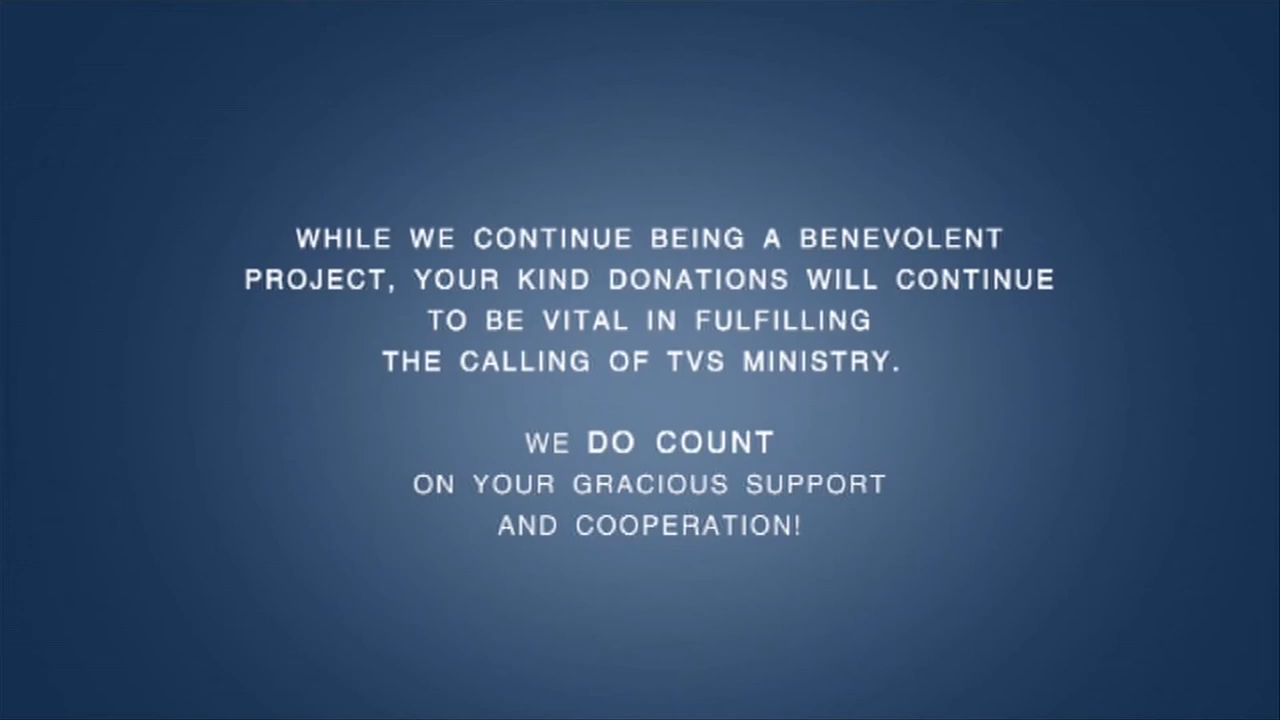 WHILE WE CONTINUE BEING A BENEVOLENT
PROJECT, YOUR KIND DONATIONS WILL CONTINUE
TO BE VITAL IN FULFILLING
THE CALLING OF TVS MINISTRY.
WE DO COUNT
ON YOUR GRACIOUS SUPPORT
AND COOPERATION!